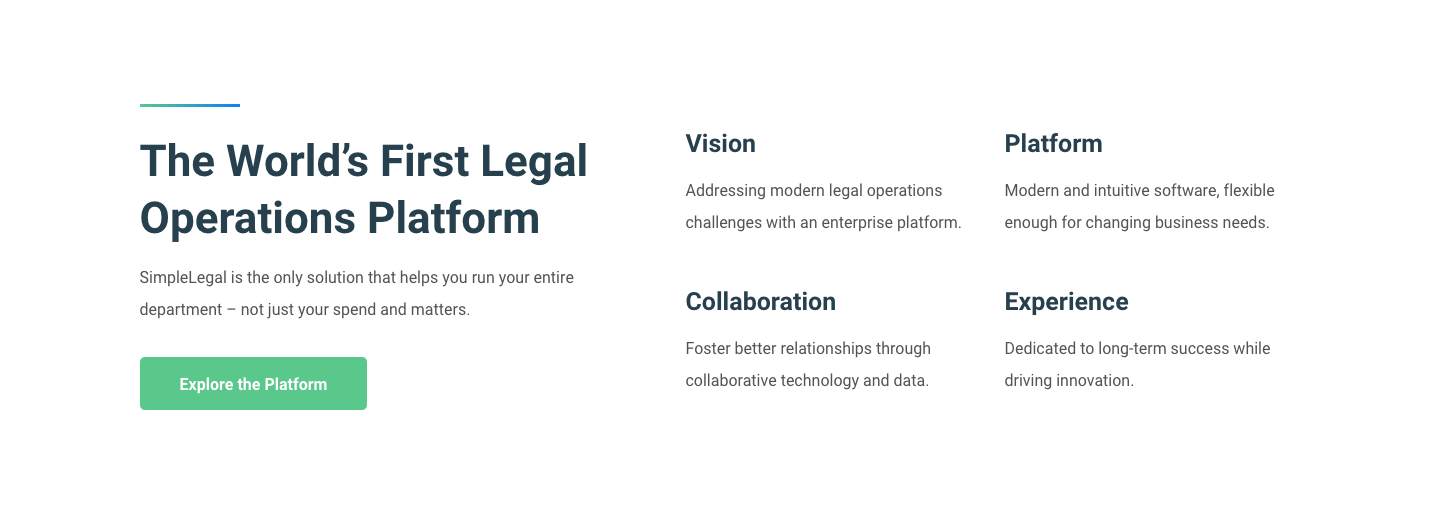 The World’s First Legal
Operations Platform
SimpleLegal is the only solution that helps you run your entire
department – not just your spend and matters.
Explore the Platform
Vision
Addressing modern legal operations
challenges with an enterprise platform.
Platform
Modern and intuitive software, flexible
enough for changing business needs.
Collaboration
Foster better relationships through
collaborative technology and data.
Experience
Dedicated to long-term success while
driving innovation.